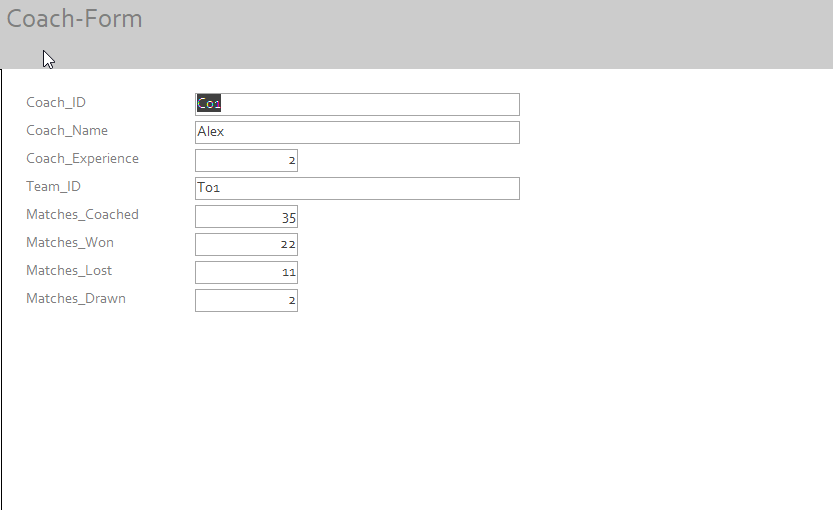 Coach-Form
Coach_ID C01
Coach_Name Alex
Coach_Experience 2
Team_ID T01
Matches_Coached 35
Matches_Won 22
Matches_Lost 11
Matches_Drawn 2